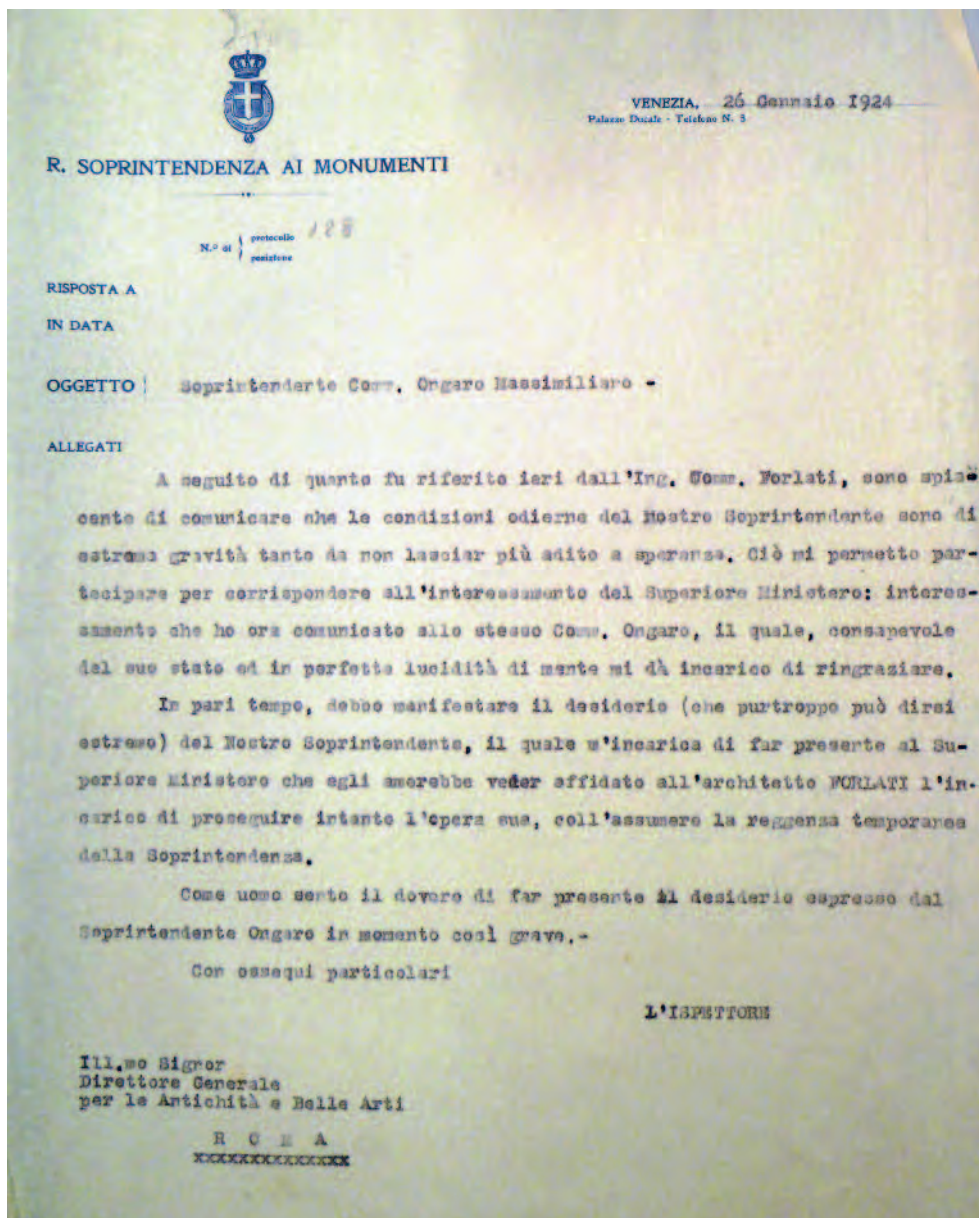 VENEZIA, 26 Gennaio 1924
Palazzo Ducale - Telefono N. 5
R. SOPRINTENDENZA AI MONUMENTI
N.º di { protocollo 128
posizione
RISPOSTA A
IN DATA
OGGETTO : Soprintendente Comm. Ongaro Massimiliano -
ALLEGATI
A seguito di quanto fu riferito ieri dall'Ing. Comm. Forlati, sono spia-
cente di comunicare che le condizioni odierne del Nostro Soprintendente sono di
estrema gravità tanto da non lasciar più adito a speranza. Ciò mi permetto par-
tecipare per corrispondere all'interessamento del Superiore Ministero: interes-
samento che ho ora comunicato allo stesso Comm. Ongaro, il quale, consapevole
del suo stato ed in perfetta lucidità di mente mi dà incarico di ringraziare.
In pari tempo, debbo manifestare il desiderio (che purtroppo può dirsi
estremo) del Nostro Soprintendente, il quale m'incarica di far presente al Su-
periore Ministero che egli amerebbe veder affidato all'architetto FORLATI l'in-
carico di proseguire intanto l'opera sua, coll'assumere la reggenza temporanea
della Soprintendenza.
Come uomo sento il dovere di far presente il desiderio espresso dal
Soprintendente Ongaro in momento così grave.-
Con ossequi particolari
L'ISPETTORE
Ill.mo Signor
Direttore Generale
per le Antichità e Belle Arti
R O M A
xxxxxxxxxxxxxx